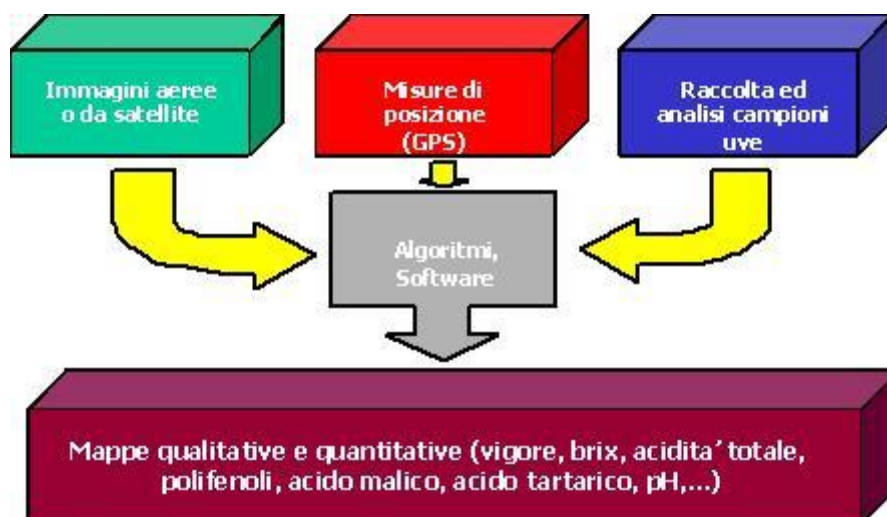 Immagini aeree
o da satellite
Misure di
posizione
(GPS)
Raccolta ed
analisi campioni
uve
Algoritmi,
Software
Mappe qualitative e quantitative (vigore, brix, acidita’ totale,
polifenoli, acido malico, acido tartarico, pH,...)